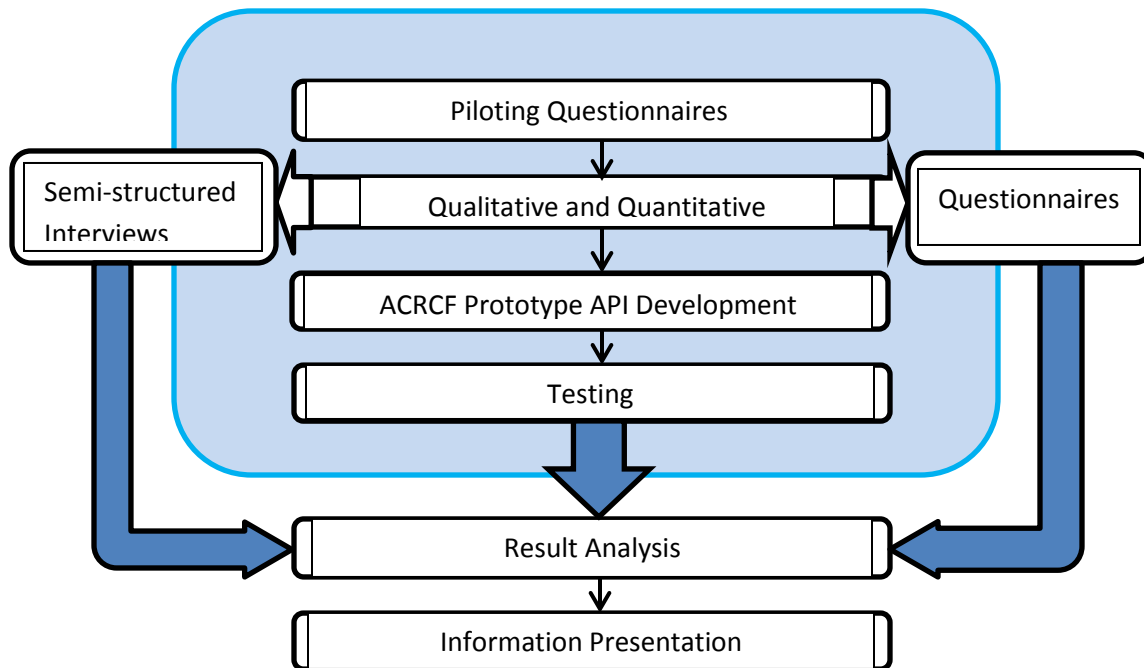 Piloting Questionnaires
Semi-structured
Interviews
Qualitative and Quantitative
Questionnaires
ACRCF Prototype API Development
Testing
Result Analysis
Information Presentation